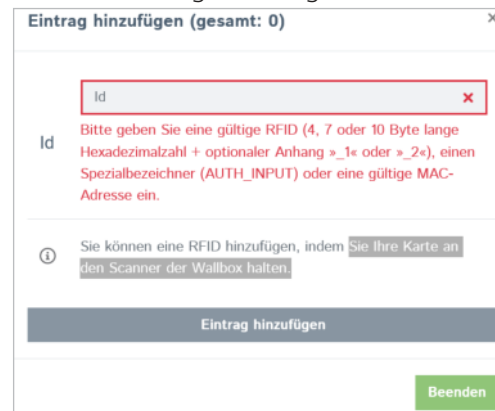 Eintrag hinzufügen (gesamt: 0)
Id
Id
Bitte geben Sie eine gültige RFID (4, 7 oder 10 Byte lange
Hexadezimalzahl + optionaler Anhang »_1« oder »_2«), einen
Spezialbezeichner (AUTH_INPUT) oder eine gültige MAC-
Adresse ein.
Sie können eine RFID hinzufügen, indem Sie Ihre Karte an
den Scanner der Wallbox halten.
Eintrag hinzufügen
Beenden